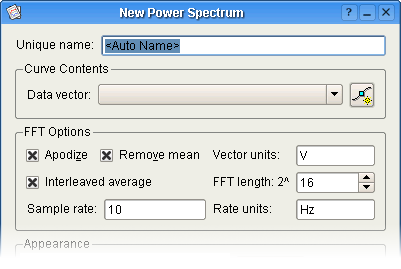 New Power Spectrum ?
Unique name: <Auto Name>
Curve Contents
Data vector:
FFT Options
Apodize Remove mean Vector units: V
Interleaved average FFT length: 2^ 16
Sample rate: 10 Rate units: Hz
Appearance